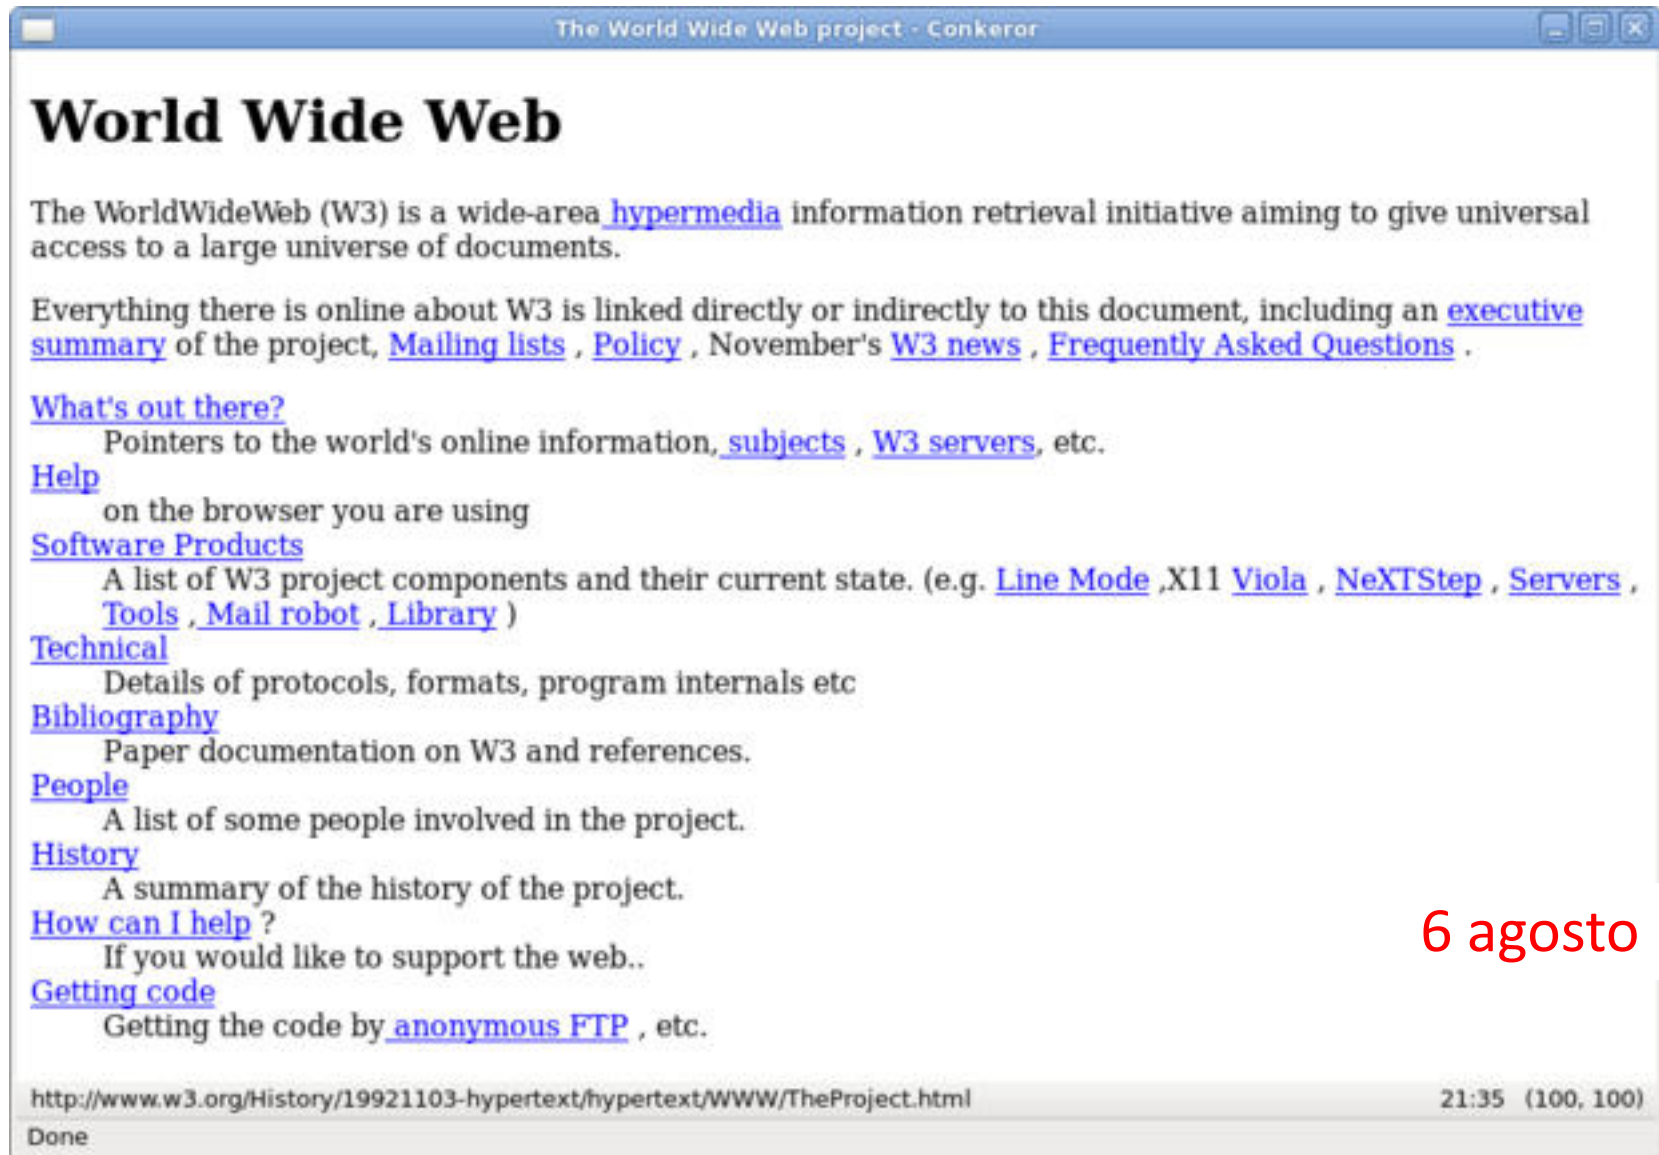 The World Wide Web project - Conkeror
World Wide Web
The WorldWideWeb (W3) is a wide-area hypermedia information retrieval initiative aiming to give universal
access to a large universe of documents.
Everything there is online about W3 is linked directly or indirectly to this document, including an executive
summary of the project, Mailing lists , Policy , November's W3 news , Frequently Asked Questions .
What's out there?
Pointers to the world's online information, subjects , W3 servers, etc.
Help
on the browser you are using
Software Products
A list of W3 project components and their current state. (e.g. Line Mode ,X11 Viola , NeXTStep , Servers ,
Tools , Mail robot , Library )
Technical
Details of protocols, formats, program internals etc
Bibliography
Paper documentation on W3 and references.
People
A list of some people involved in the project.
History
A summary of the history of the project.
How can I help ?
6 agosto
If you would like to support the web..
Getting code
Getting the code by anonymous FTP , etc.
http://www.w3.org/History/19921103-hypertext/hypertext/WWW/TheProject.html 21:35 (100, 100)
Done